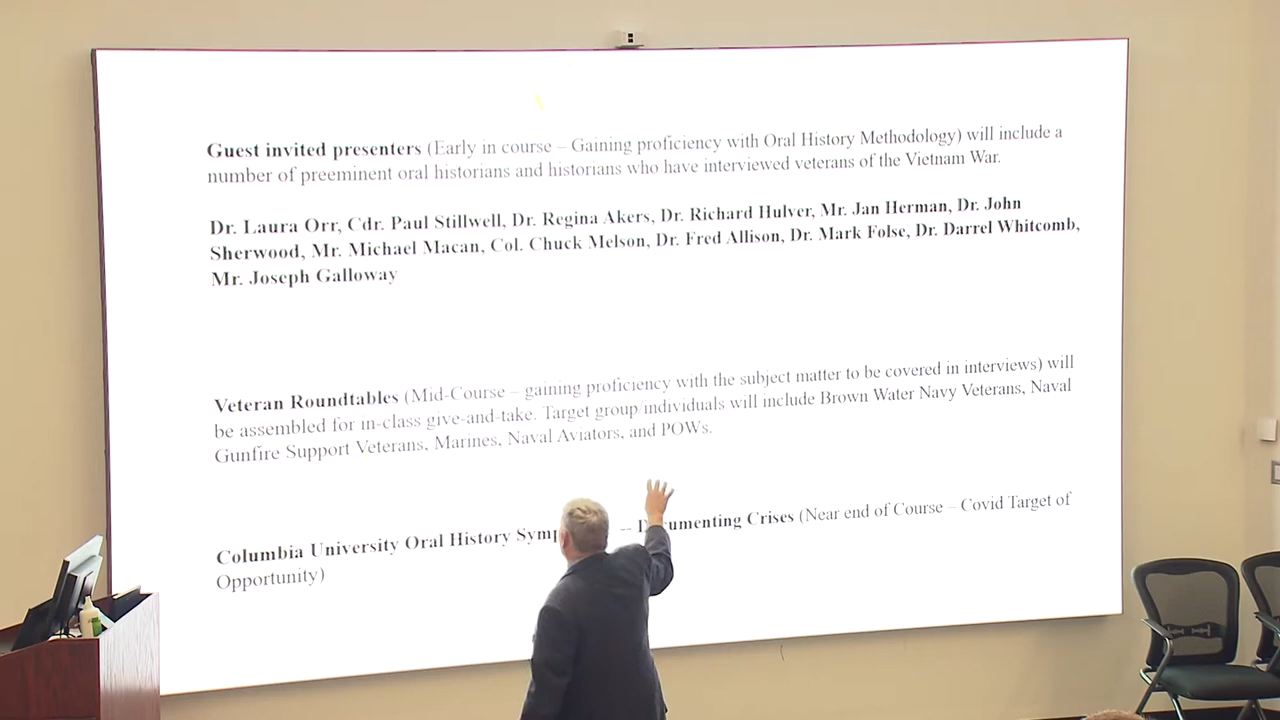 Guest invited presenters (Early in course – Gaining proficiency with Oral History Methodology) will include a
number of preeminent oral historians and historians who have interviewed veterans of the Vietnam War.
Dr. Laura Orr, Cdr. Paul Stillwell, Dr. Regina Akers, Dr. Richard Hulver, Mr. Jan Herman, Dr. John
Sherwood, Mr. Michael Macan, Col. Chuck Melson, Dr. Fred Allison, Dr. Mark Folse, Dr. Darrel Whitcomb,
Mr. Joseph Galloway
Veteran Roundtables (Mid-Course – gaining proficiency with the subject matter to be covered in interviews) will
be assembled for in-class give-and-take. Target group/individuals will include Brown Water Navy Veterans, Naval
Gunfire Support Veterans, Marines, Naval Aviators, and POWs.
Columbia University Oral History -- Crises (Near end of Course – Covid Target of
Opportunity)